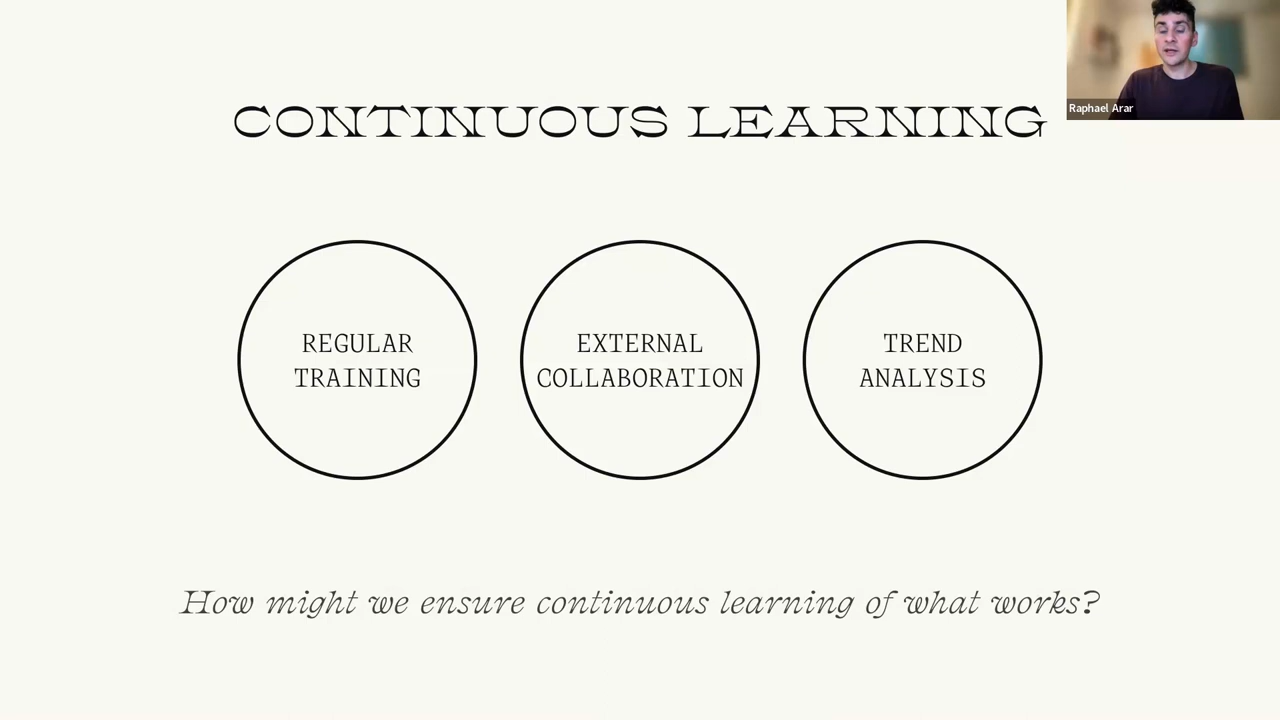 CONTINUOUS LEARNING
Raphael Arar
REGULAR
TRAINING
EXTERNAL
COLLABORATION
TREND
ANALYSIS
How might we ensure continuous learning of what works?